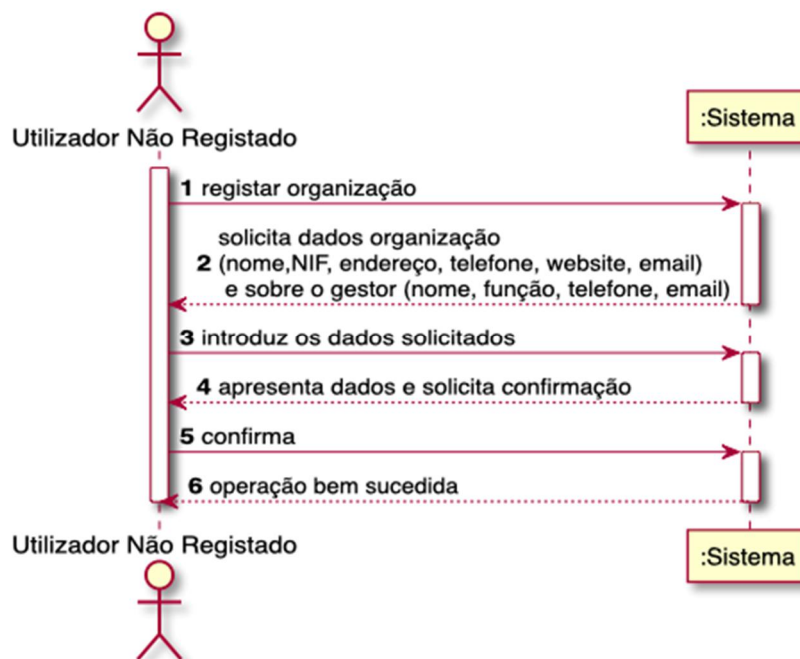 Utilizador Não Registado
:Sistema
1 registar organização
solicita dados organização
2 (nome,NIF, endereço, telefone, website, email)
e sobre o gestor (nome, função, telefone, email)
3 introduz os dados solicitados
4 apresenta dados e solicita confirmação
5 confirma
6 operação bem sucedida
Utilizador Não Registado
:Sistema